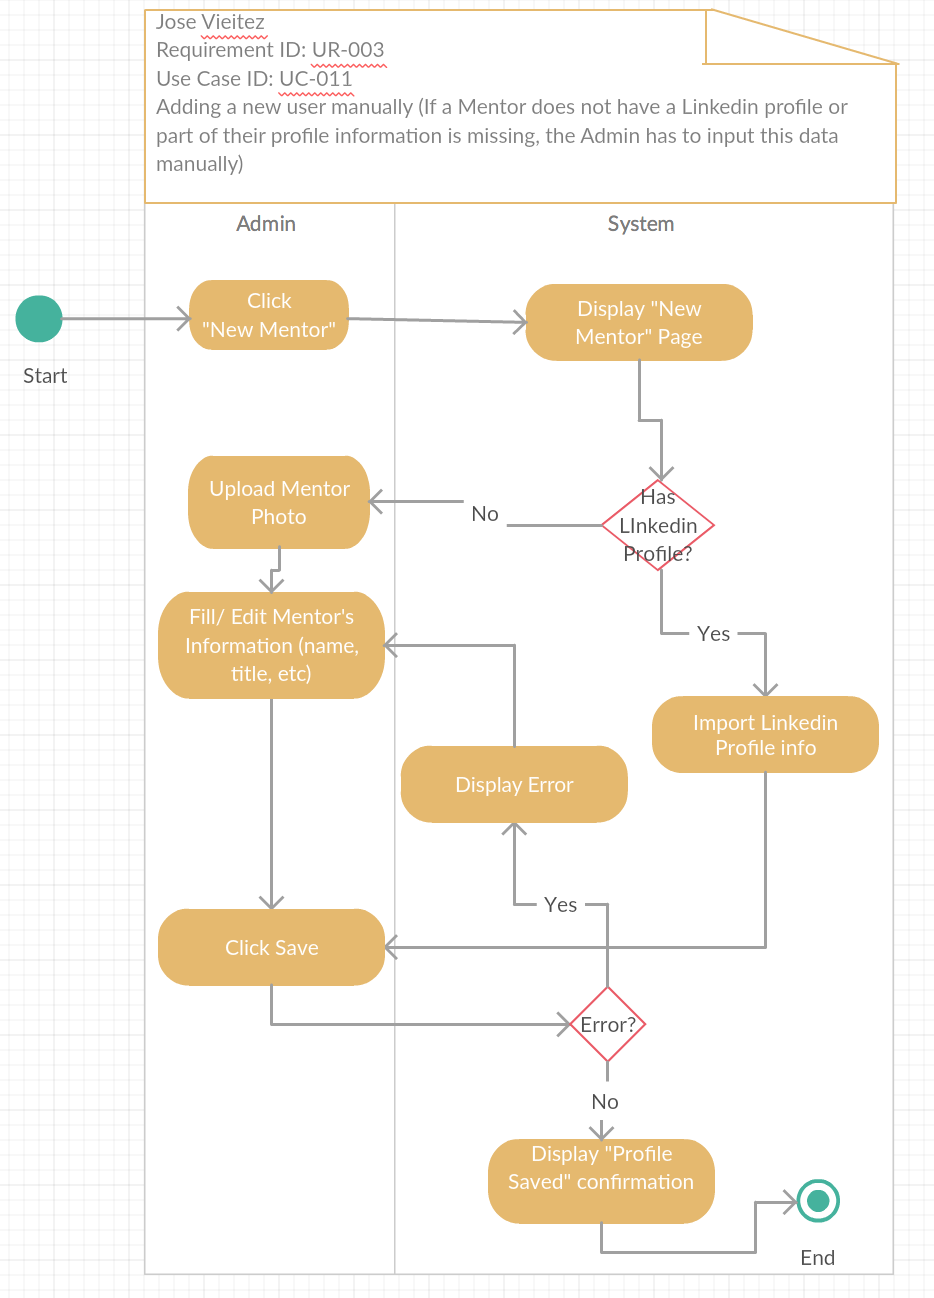 Jose Vieitez
Requirement ID: UR-003
Use Case ID: UC-011
Adding a new user manually (If a Mentor does not have a Linkedin profile or
part of their profile information is missing, the Admin has to input this data
manually)
Admin
System
Click
"New Mentor"
Display "New
Mentor" Page
Start
Upload Mentor
Photo
No
Has
LInkedin
Profile?
Fill/ Edit Mentor's
Information (name,
title, etc)
Yes
Import Linkedin
Profile info
Display Error
Yes
Click Save
Error?
No
Display "Profile
Saved" confirmation
End